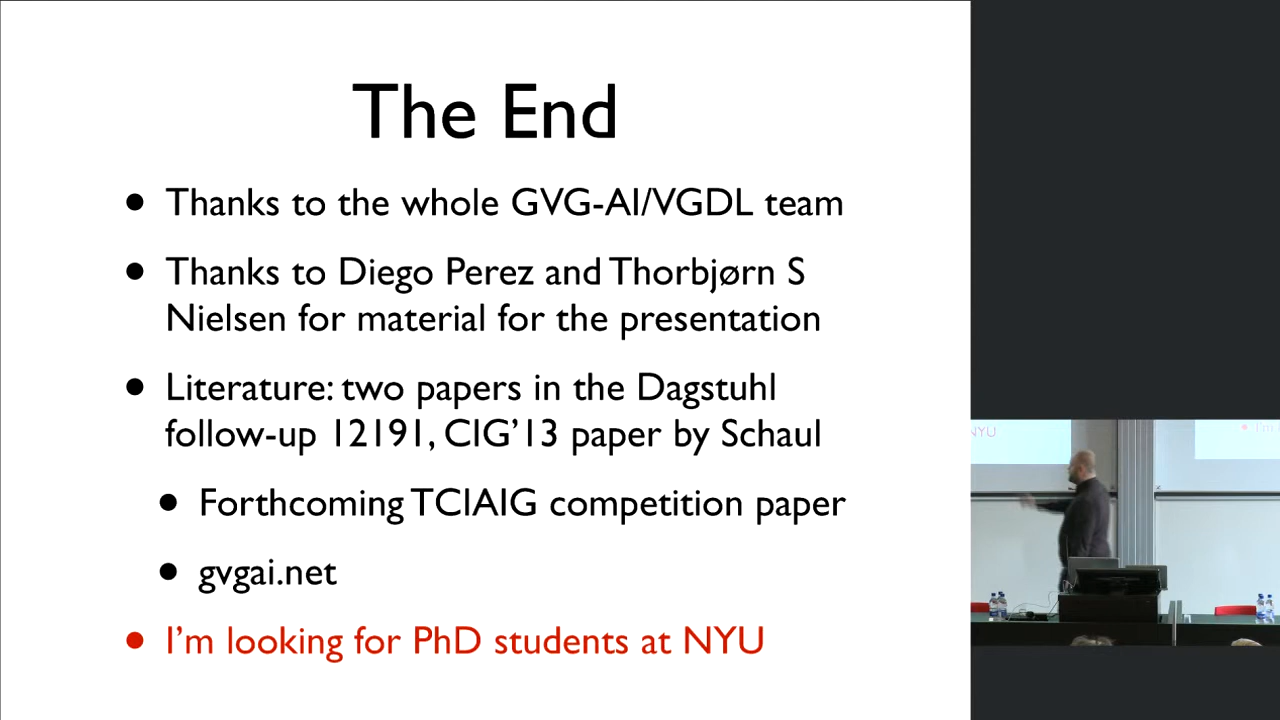 The End
• Thanks to the whole GVG-AI/VGDL team
• Thanks to Diego Perez and Thorbjørn S
Nielsen for material for the presentation
• Literature: two papers in the Dagstuhl
follow-up 12191, CIG'13 paper by Schaul
• Forthcoming TCIAIG competition paper
• gvgai.net
• I'm looking for PhD students at NYU
NYU
• I'm